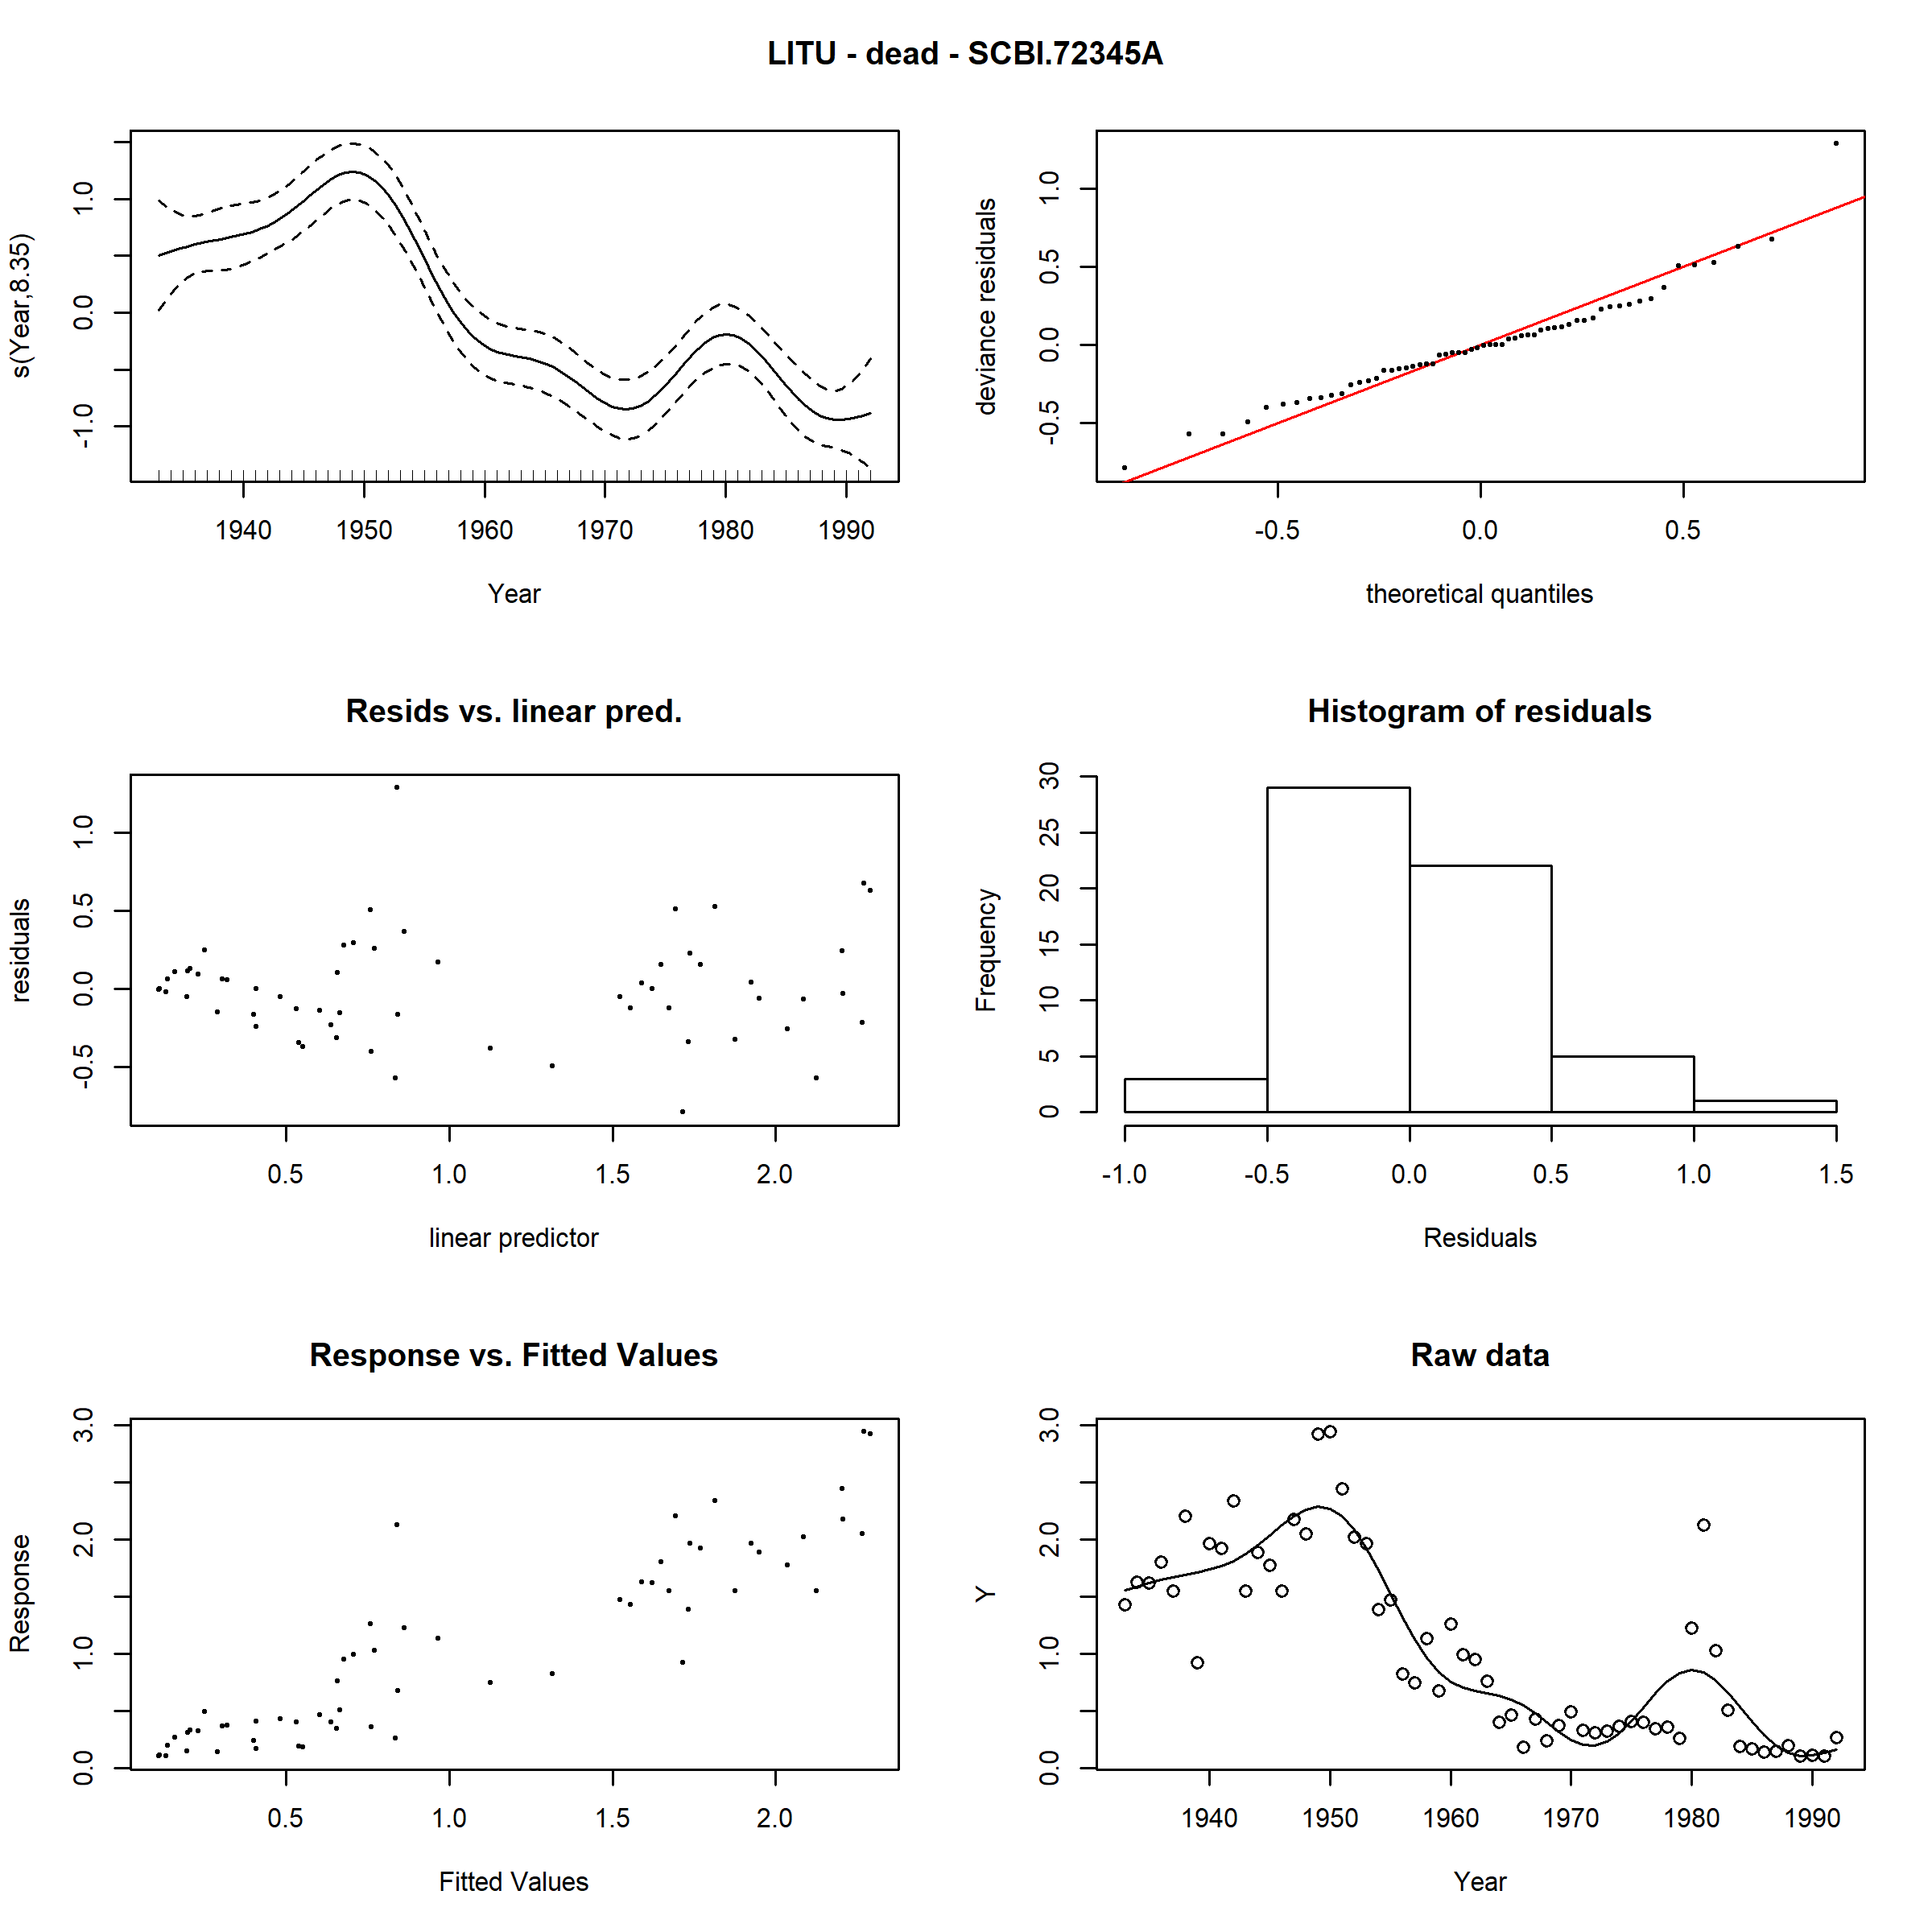 LITU - dead - SCBI.72345A
s(Year,8.35)
-1.0 0.0 1.0
1940 1950 1960 1970 1980 1990
Year
deviance residuals
-0.5 0.0 0.5 1.0
-0.5 0.0 0.5
theoretical quantiles
Resids vs. linear pred.
residuals
-0.5 0.0 0.5 1.0
0.5 1.0 1.5 2.0
linear predictor
Histogram of residuals
Frequency
0 5 10 15 20 25 30
-1.0 -0.5 0.0 0.5 1.0 1.5
Residuals
Response vs. Fitted Values
Response
0.0 1.0 2.0 3.0
0.5 1.0 1.5 2.0
Fitted Values
Raw data
Y
0.0 1.0 2.0 3.0
1940 1950 1960 1970 1980 1990
Year